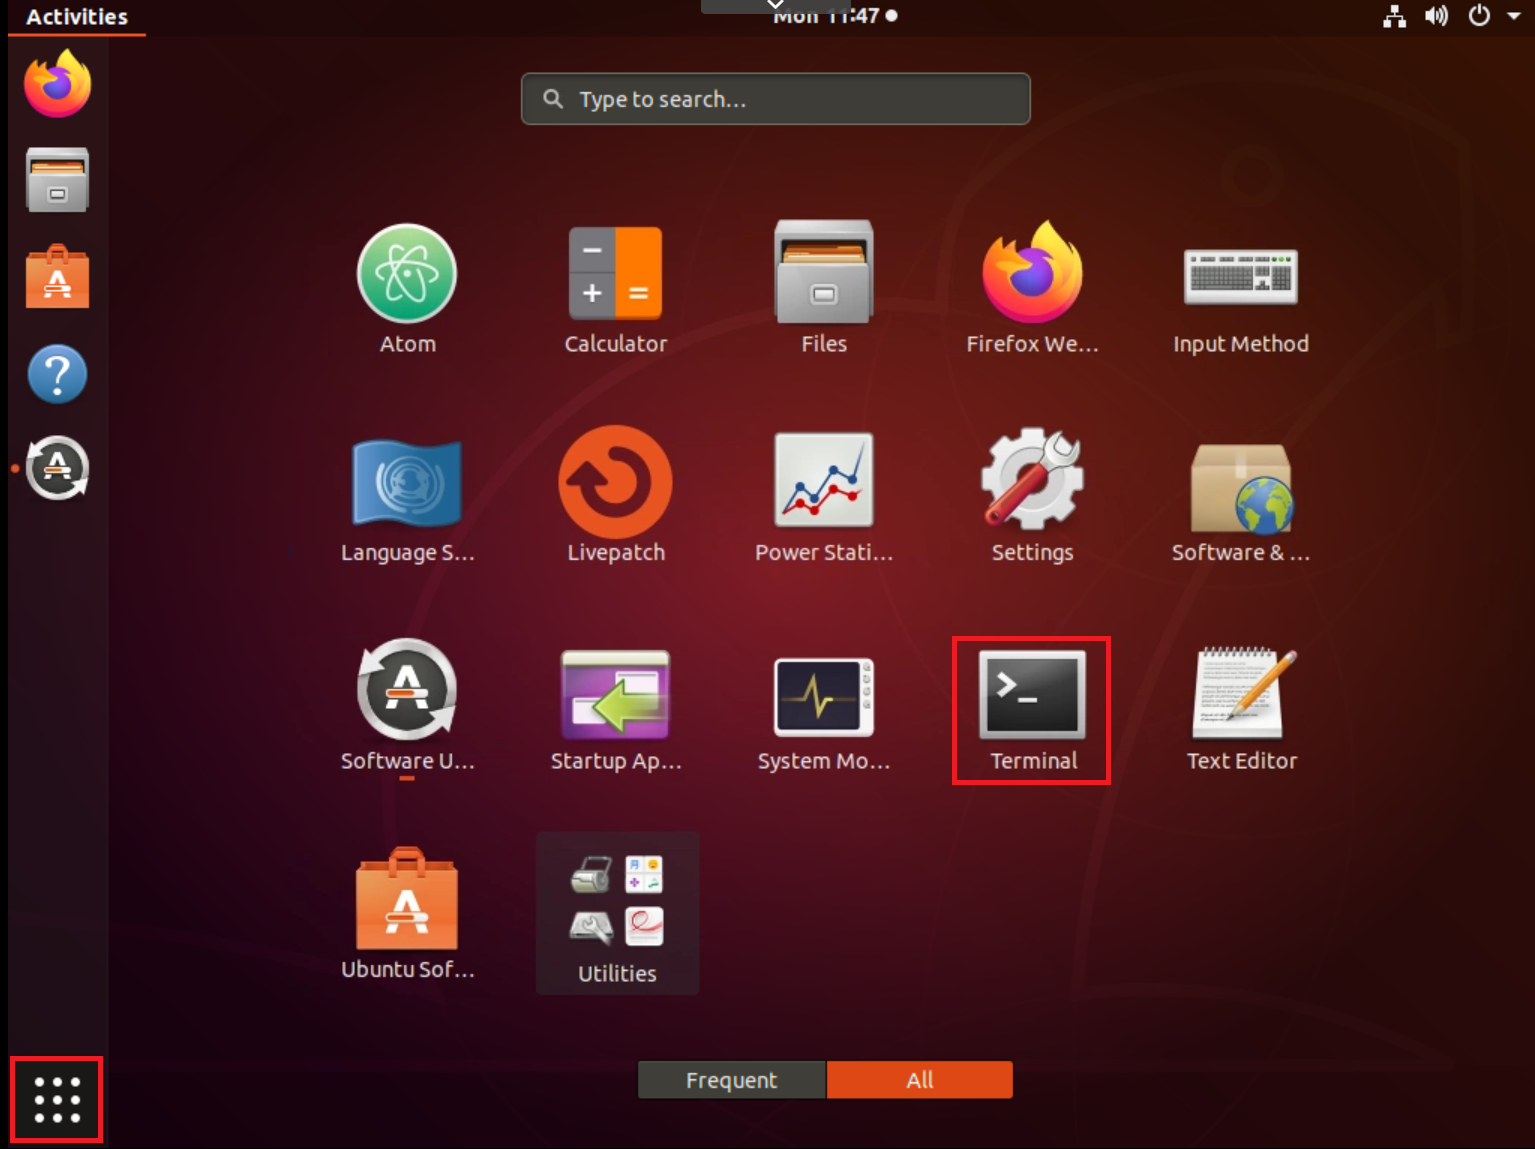 Activities
Mon 11:47
Type to search...
Atom
Calculator
Files
Firefox We...
Input Method
Language S...
Livepatch
Power Stati...
Settings
Software & ...
Software U...
Startup Ap...
System Mo...
Terminal
Text Editor
Ubuntu Sof...
Utilities
Frequent
All